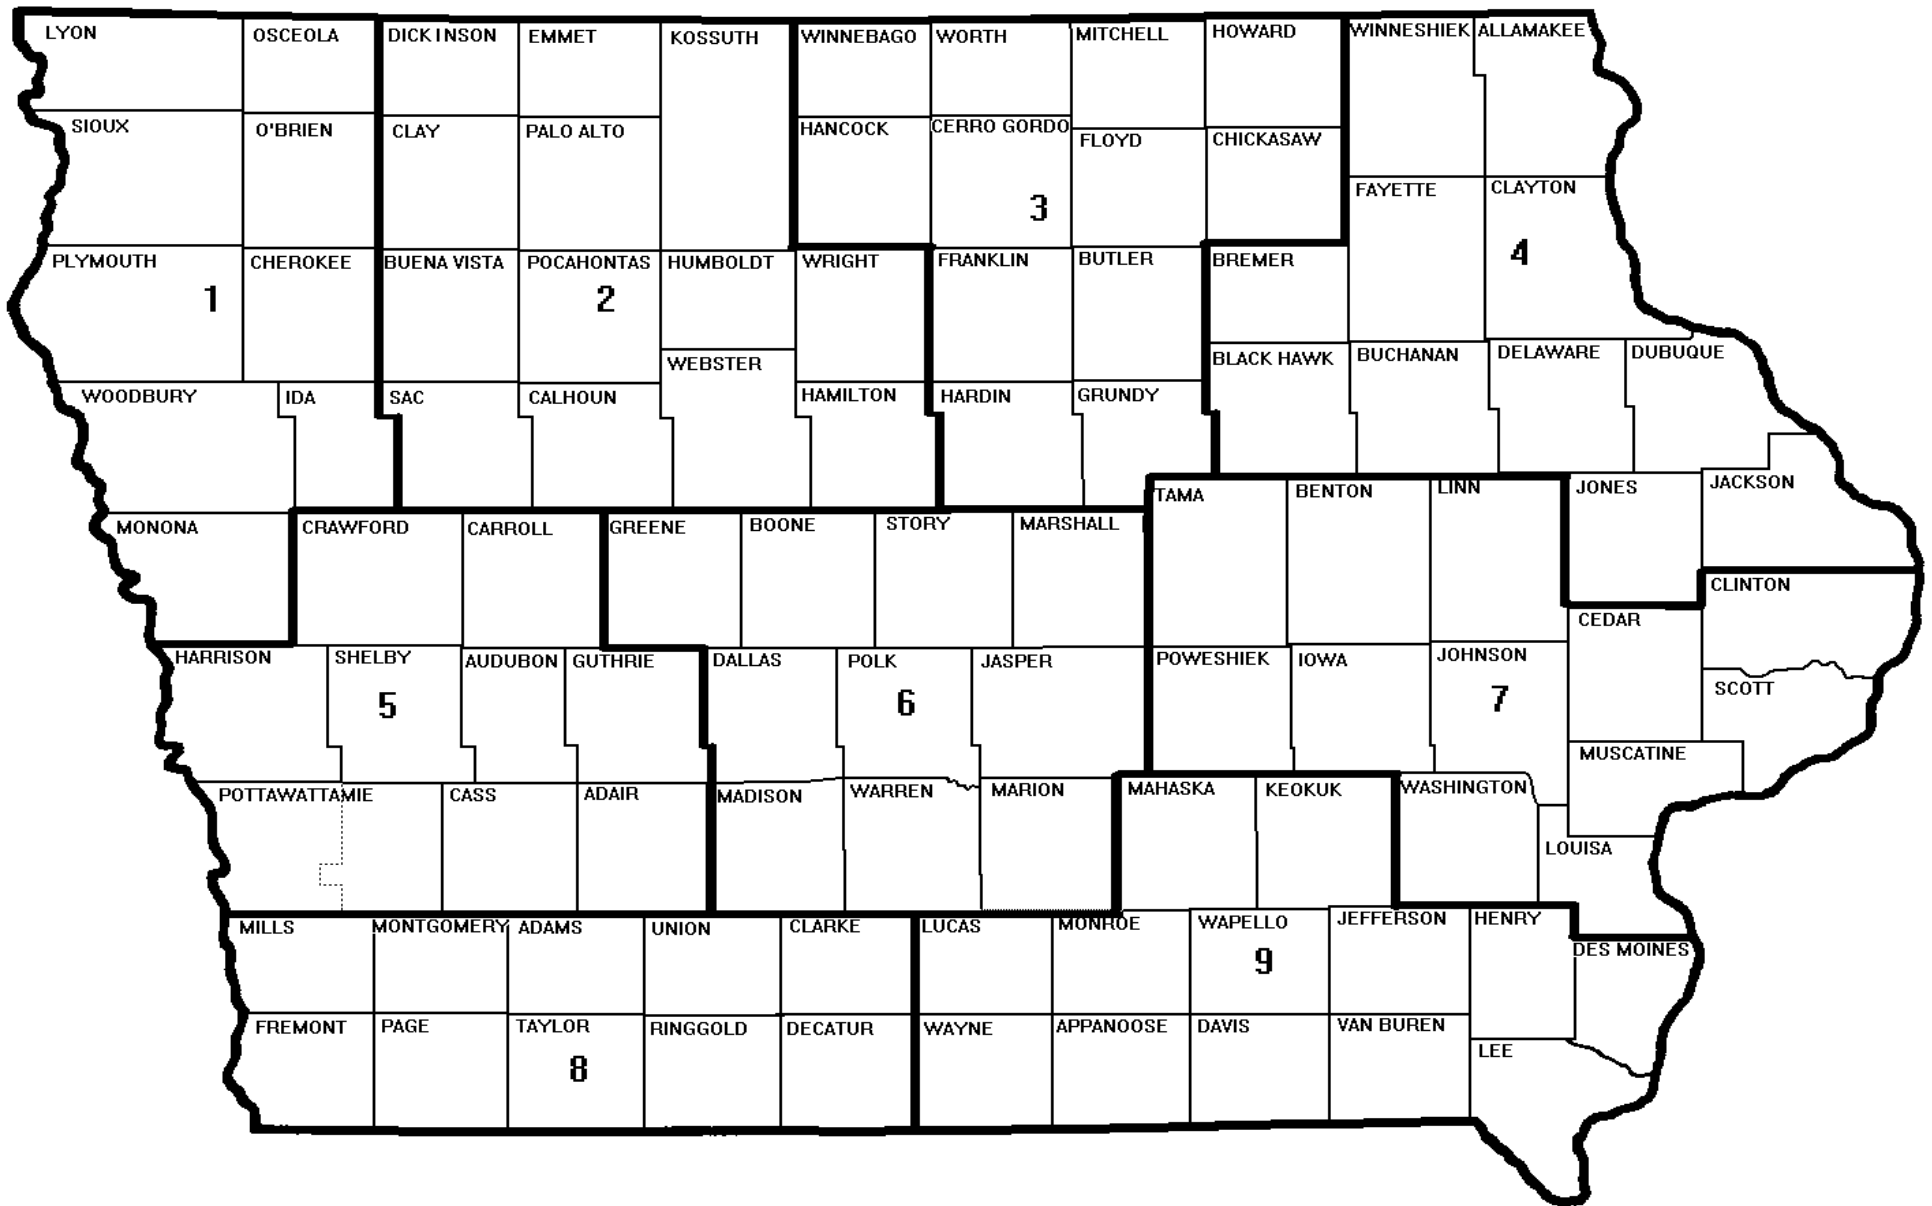 LYON
OSCEOLA
DICKINSON
EMMET
KOSSUTH
WINNEBAGO
WORTH
MITCHELL
HOWARD
WINNESHIEK
ALLAMAKEE
SIOUX
O'BRIEN
CLAY
PALO ALTO
HANCOCK
CERRO GORDO
FLOYD
CHICKASAW
FAYETTE
CLAYTON
3
PLYMOUTH
CHEROKEE
BUENA VISTA
POCAHONTAS
HUMBOLDT
WRIGHT
FRANKLIN
BUTLER
BREMER
4
1
2
WEBSTER
BLACK HAWK
BUCHANAN
DELAWARE
DUBUQUE
WOODBURY
IDA
SAC
CALHOUN
HAMILTON
HARDIN
GRUNDY
TAMA
BENTON
LINN
JONES
JACKSON
MONONA
CRAWFORD
CARROLL
GREENE
BOONE
STORY
MARSHALL
CLINTON
CEDAR
HARRISON
SHELBY
AUDUBON
GUTHRIE
DALLAS
POLK
JASPER
POWESHIEK
IOWA
JOHNSON
SCOTT
5
6
7
MUSCATINE
POTTAWATTAMIE
CASS
ADAIR
MADISON
WARREN
MARION
MAHASKA
KEOKUK
WASHINGTON
LOUISA
MILLS
MONTGOMERY
ADAMS
UNION
CLARKE
LUCAS
MONROE
WAPELLO
JEFFERSON
HENRY
DES MOINES
9
FREMONT
PAGE
TAYLOR
RINGGOLD
DECATUR
WAYNE
APPANOOSE
DAVIS
VAN BUREN
LEE
8